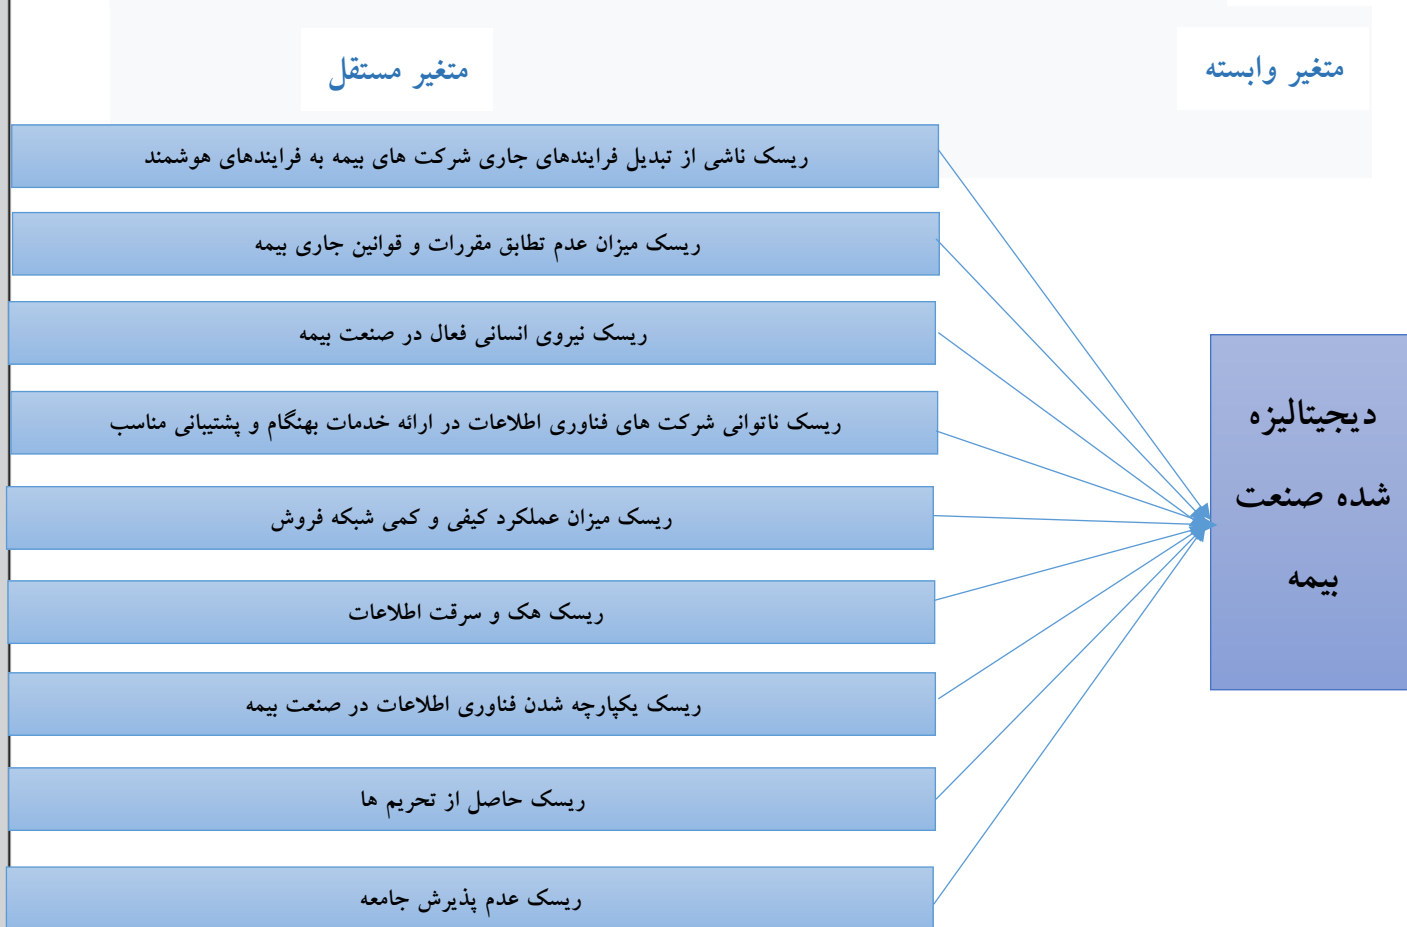 متغیر وابسته
متغیر مستقل
ریسک ناشی از تبدیل فرایندهای جاری شرکت های بیمه به فرایندهای هوشمند
ریسک میزان عدم تطابق مقررات و قوانین جاری بیمه
ریسک نیروی انسانی فعال در صنعت بیمه
ریسک ناتوانی شرکت های فناوری اطلاعات در ارائه خدمات بهنگام و پشتیبانی مناسب
ریسک میزان عملکرد کیفی و کمی شبکه فروش
ریسک هک و سرقت اطلاعات
ریسک یکپارچه شدن فناوری اطلاعات در صنعت بیمه
ریسک حاصل از تحریم ها
ریسک عدم پذیرش جامعه
دیجیتالیزه
شده صنعت
بیمه